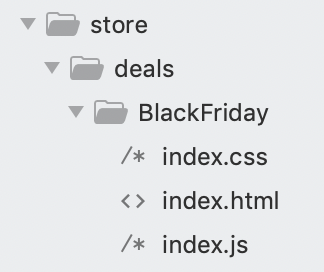 store
deals
BlackFriday
/* index.css
<> index.html
/* index.js